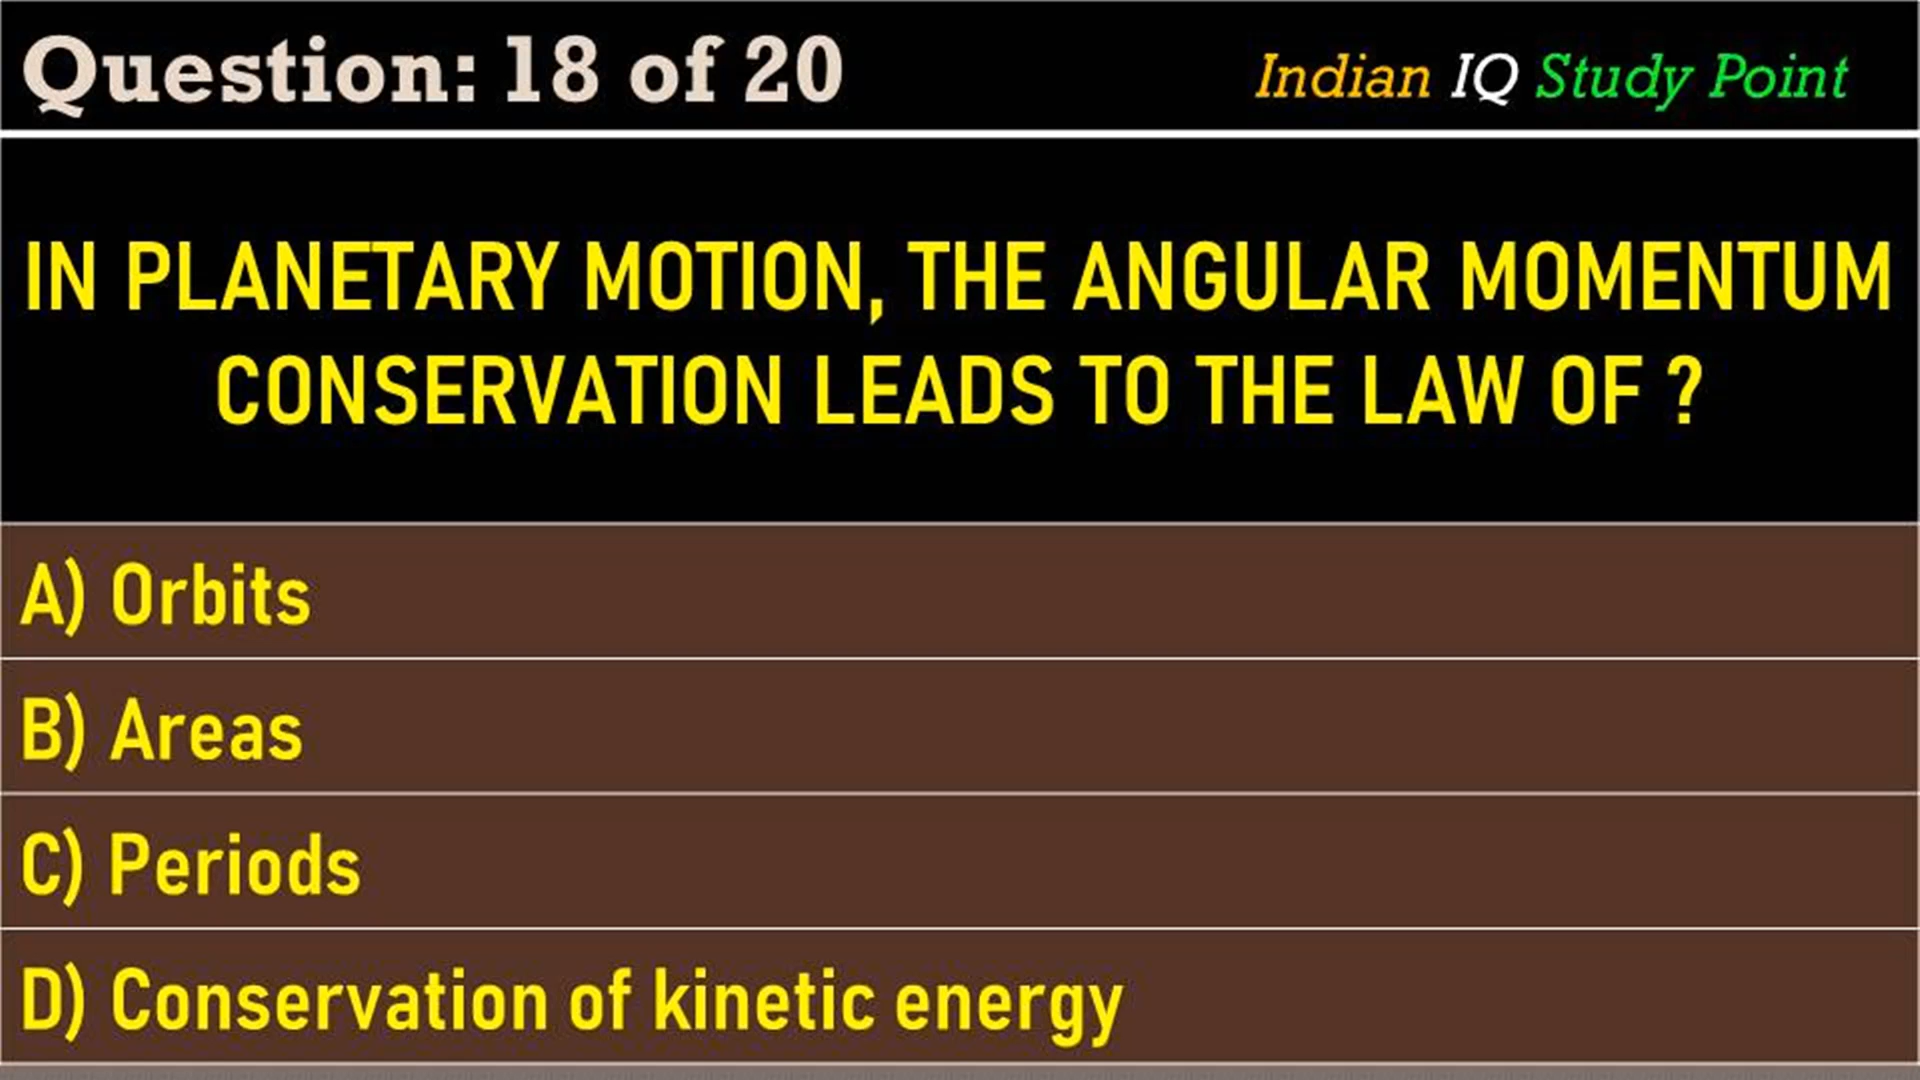 Question: 18 of 20
Indian IQ Study Point
IN PLANETARY MOTION, THE ANGULAR MOMENTUM
CONSERVATION LEADS TO THE LAW OF ?
A) Orbits
B) Areas
C) Periods
D) Conservation of kinetic energy